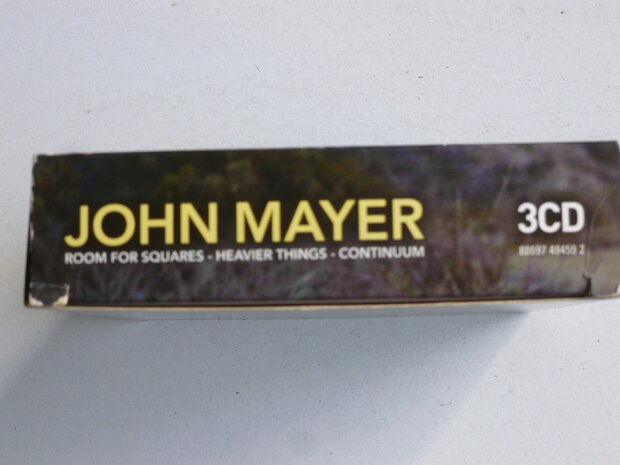 JOHN MAYER
ROOM FOR SQUARES - HEAVIER THINGS - CONTINUUM
3CD
88697 49459 2